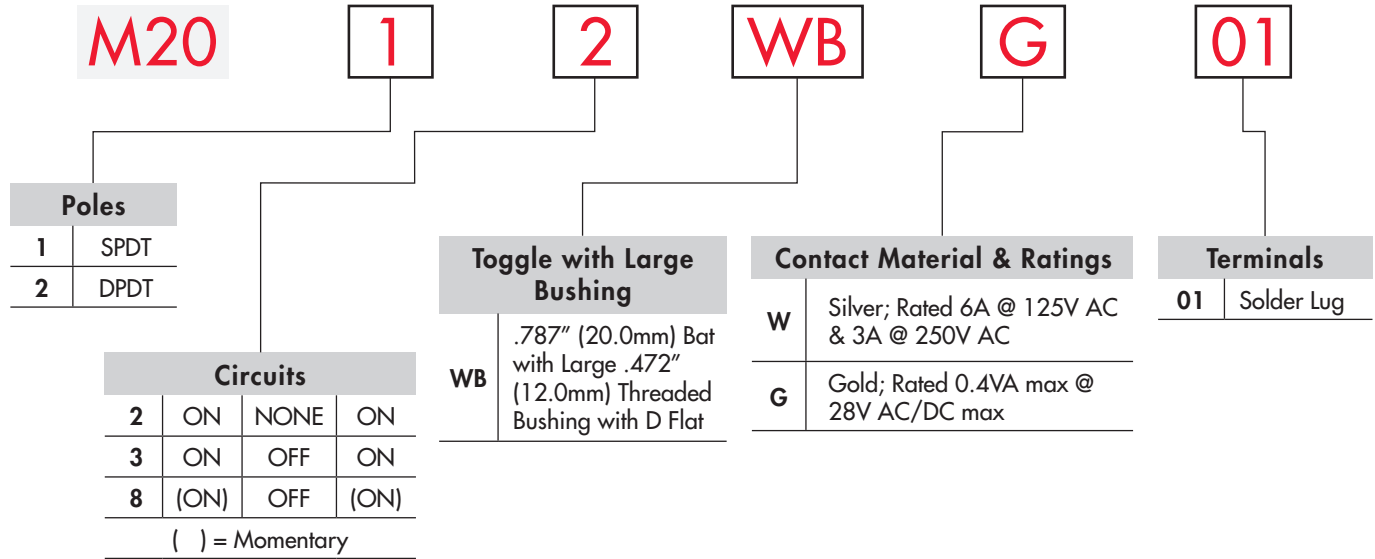 M20 1 2 WB G 01
Poles
1 SPDT
2 DPDT
Circuits
2 ON NONE ON
3 ON OFF ON
8 (ON) OFF (ON)
( ) = Momentary
Toggle with Large
Bushing
WB .787" (20.0mm) Bat
with Large .472"
(12.0mm) Threaded
Bushing with D Flat
Contact Material & Ratings
W Silver; Rated 6A @ 125V AC
& 3A @ 250V AC
G Gold; Rated 0.4VA max @
28V AC/DC max
Terminals
01 Solder Lug